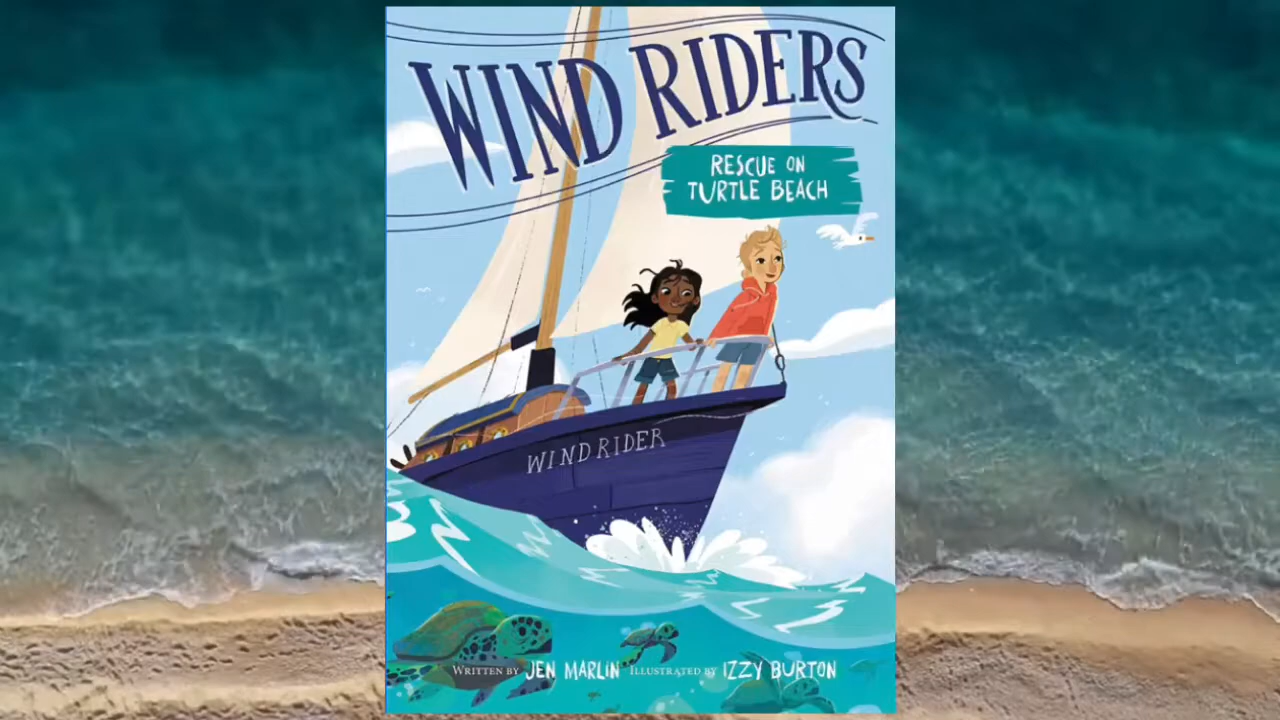 WIND RIDERS
RESCUE ON
TURTLE BEACH
WIND RIDER
WRITTEN BY JEN MARLIN ILLUSTRATED BY IZZY BURTON